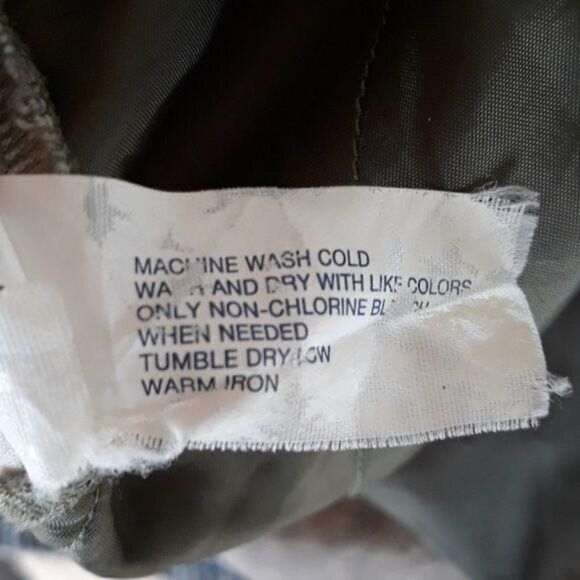 MACHINE WASH COLD
WASH AND DRY WITH LIKE COLORS
ONLY NON-CHLORINE BLEACH
WHEN NEEDED
TUMBLE DRY LOW
WARM IRON